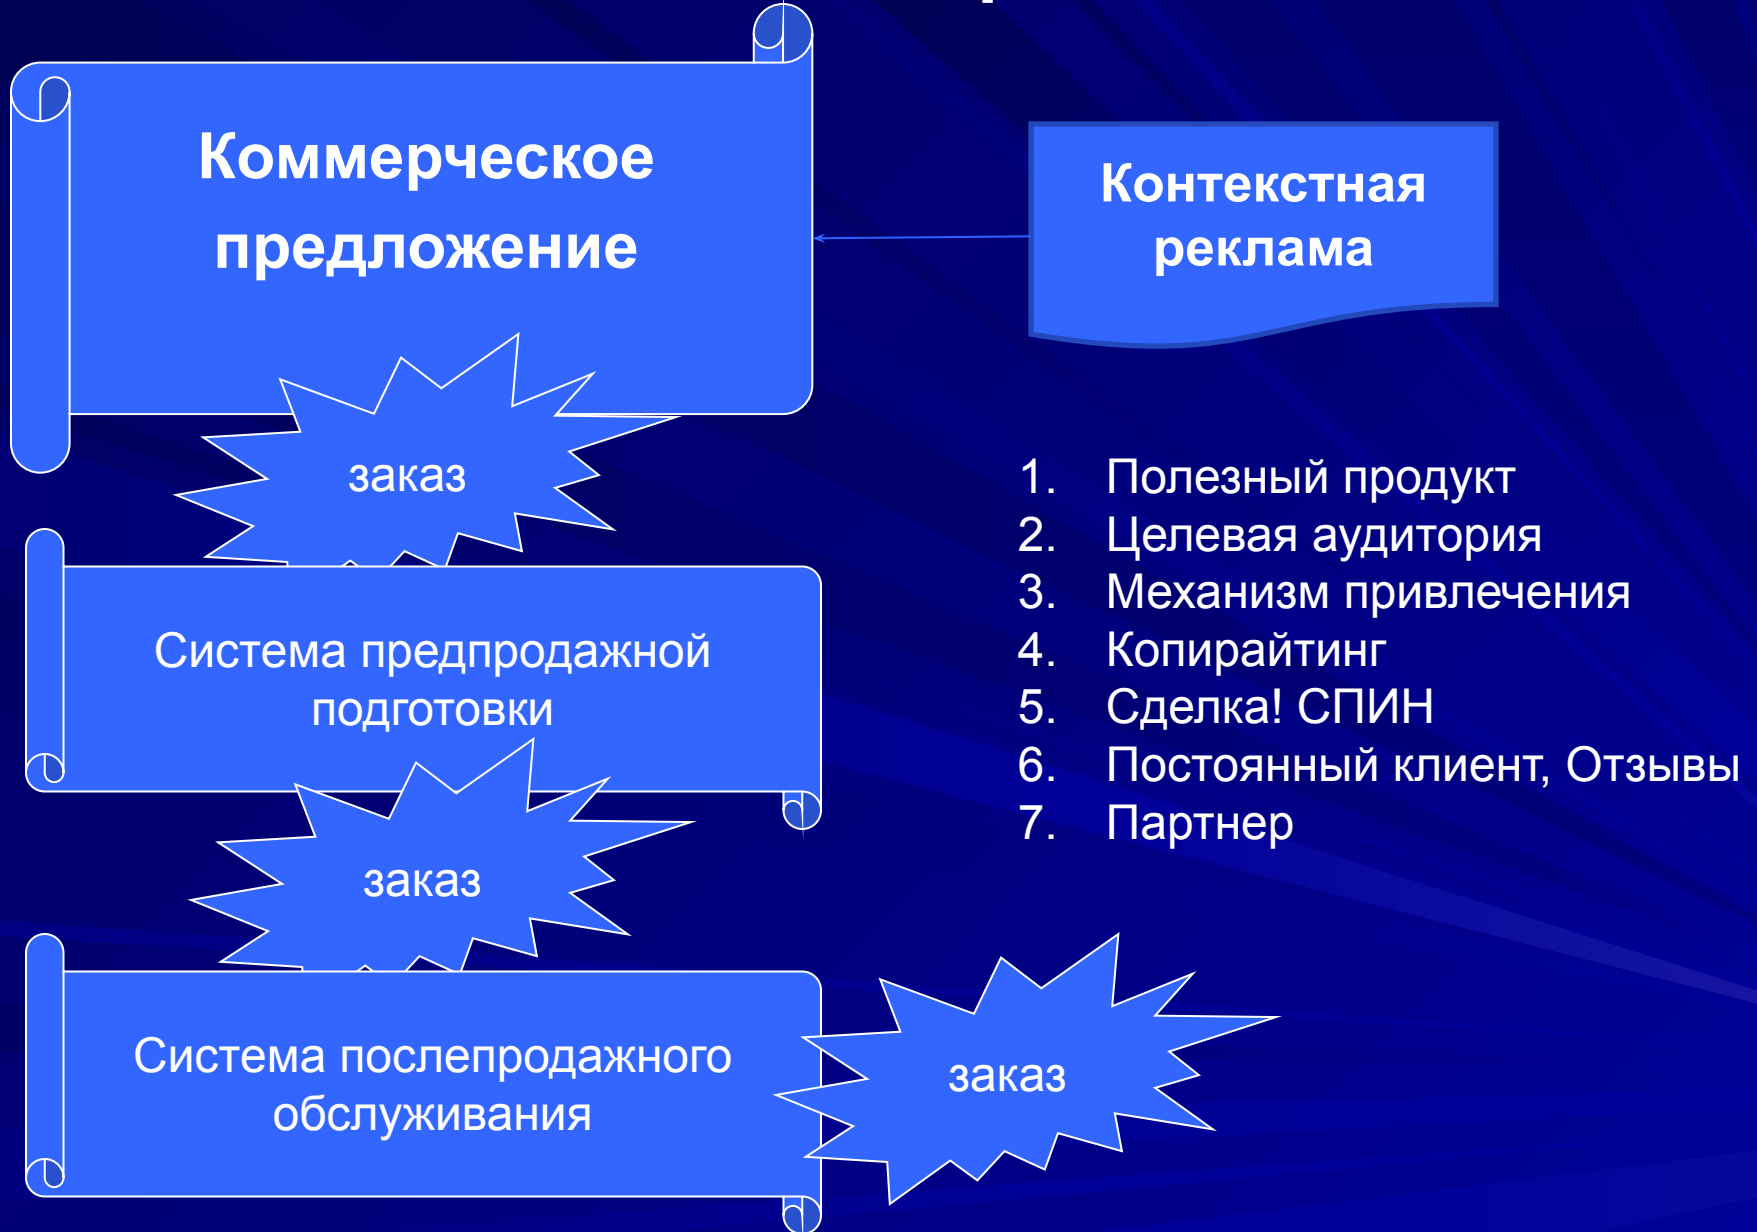 Коммерческое
предложение
Контекстная
реклама
заказ
1. Полезный продукт
2. Целевая аудитория
3. Механизм привлечения
4. Копирайтинг
5. Сделка! СПИН
6. Постоянный клиент, Отзывы
7. Партнер
Система предпродажной
подготовки
заказ
Система послепродажного
обслуживания
заказ